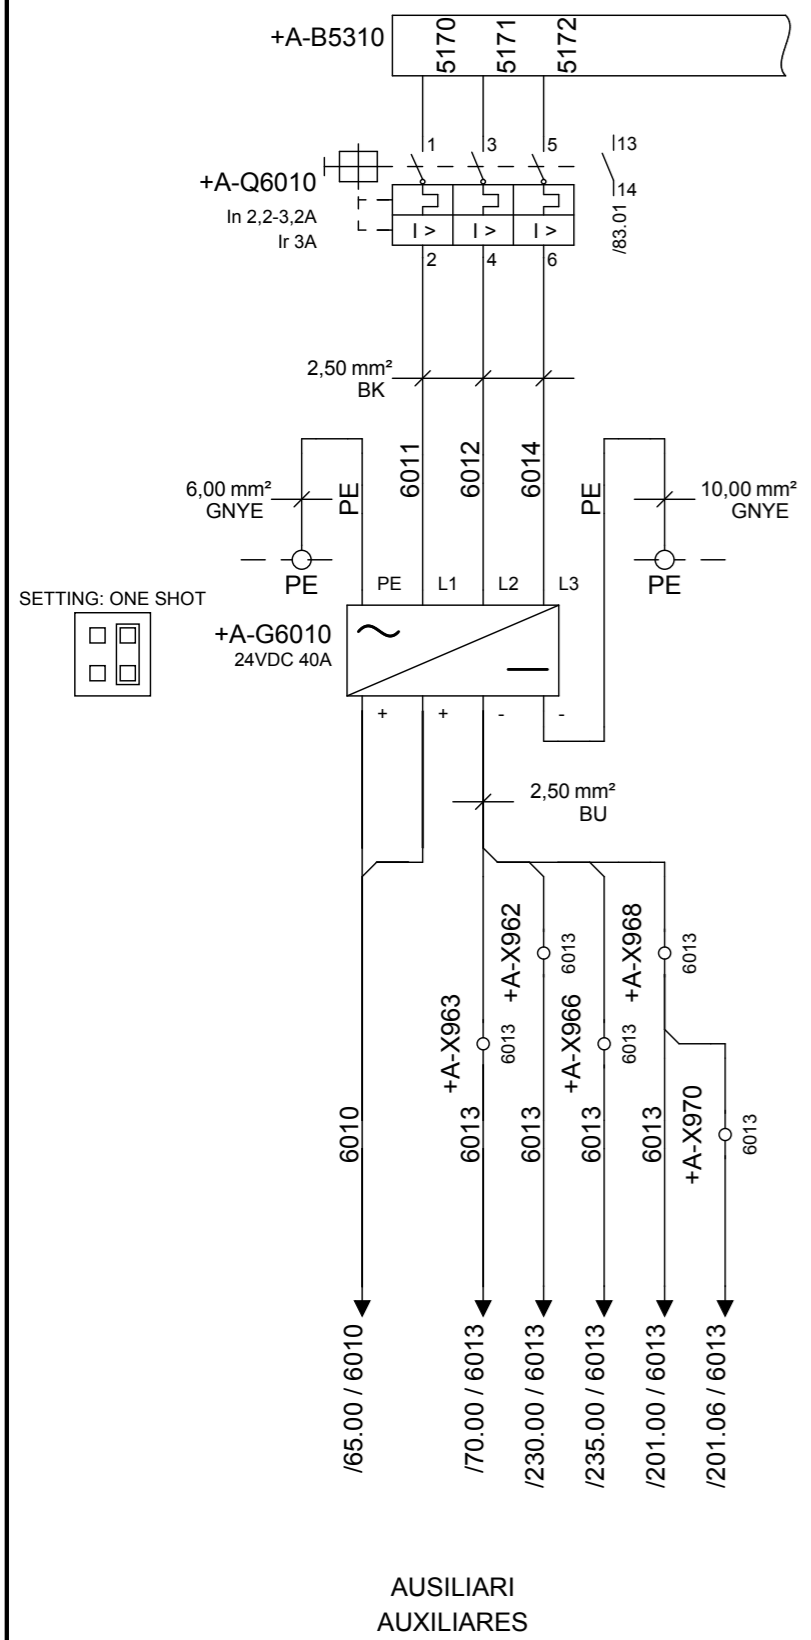 +A-B5310
5170
5171
5172
1
3
5
13
14
/83.01
+A-Q6010
In 2,2-3,2A
Ir 3A
I >
I >
I >
2
4
6
2,50 mm²
BK
6011
6012
6014
6,00 mm²
GNYE
PE
PE
PE
10,00 mm²
GNYE
PE
SETTING: ONE SHOT
PE
L1
L2
L3
+A-G6010
24VDC 40A
+
+
-
-
2,50 mm²
BU
+A-X962
6013
+A-X968
6013
+A-X963
6013
+A-X966
6013
+A-X970
6013
6010
6013
6013
6013
6013
/65.00 / 6010
/70.00 / 6013
/230.00 / 6013
/235.00 / 6013
/201.00 / 6013
/201.06 / 6013
AUSILIARI
AUXILIARES